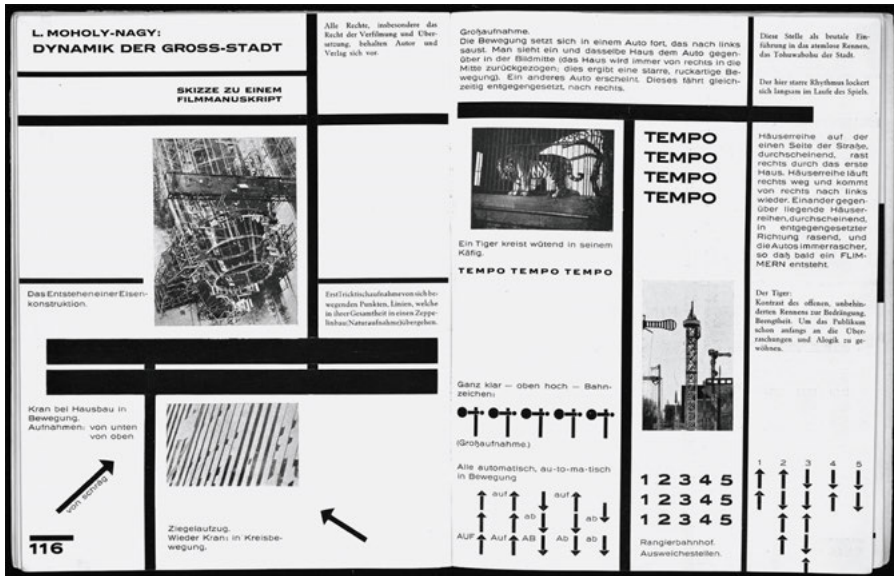 L. MOHOLY-NAGY:
DYNAMIK DER GROSS-STADT
SKIZZE ZU EINEM
FILMMANUSKRIPT
Alle Rechte, insbesondere das
Recht der Verfilmung und Über-
setzung, behalten Autor und
Verlag sich vor.
Das Entstehen einer Eisen-
konstruktion.
Erst Tricktischaufnahme von sich be-
wegenden Punkten, Linien, welche
in ihrer Gesamtheit in einen Zeppe-
linbau (Naturaufnahme) übergehen.
Kran bei Hausbau in
Bewegung.
Aufnahmen: von unten
von oben
von schräg
Ziegelaufzug.
Wieder Kran: in Kreisbe-
wegung.
116
Großaufnahme.
Die Bewegung setzt sich in einem Auto fort, das nach links
saust. Man sieht ein und dasselbe Haus dem Auto gegen-
über in der Bildmitte (das Haus wird immer von rechts in die
Mitte zurückgezogen; dies ergibt eine starre, ruckartige Be-
wegung). Ein anderes Auto erscheint. Dieses fährt gleich-
zeitig entgegengesetzt, nach rechts.
Diese Stelle als brutale Ein-
führung in das atemlose Rennen,
das Tohuwabohu der Stadt.
Der hier starre Rhythmus lockert
sich langsam im Laufe des Spiels.
Ein Tiger kreist wütend in seinem
Käfig.
TEMPO TEMPO TEMPO
TEMPO
TEMPO
TEMPO
TEMPO
Häuserreihe auf der
einen Seite der Straße,
durchscheinend, rast
rechts durch das erste
Haus. Häuserreihe läuft
rechts weg und kommt
von rechts nach links
wieder. Einander gegen-
über liegende Häuser-
reihen, durchscheinend,
in entgegengesetzter
Richtung rasend, und
die Autos immer rascher,
so daß bald ein FLIM-
MERN entsteht.
Der Tiger:
Kontrast des offenen, unbehin-
derten Rennens zur Bedrängung,
Beengtheit. Um das Publikum
schon anfangs an die Über-
raschungen und Alogik zu ge-
wöhnen.
Ganz klar — oben hoch — Bahn-
zeichen:
(Großaufnahme.)
Alle automatisch, au-to-ma-tisch
in Bewegung
auf auf
ab ab
AUF Auf AB Ab ab
1 2 3 4 5
1 2 3 4 5
1 2 3 4 5
Rangierbahnhof.
Ausweichestellen.
1 2 3 4 5